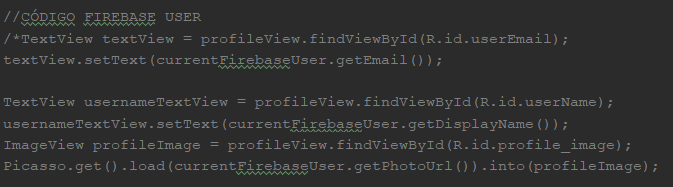 //CÓDIGO FIREBASE USER
/*TextView textView = profileView.findViewById(R.id.userEmail);
textView.setText(currentFirebaseUser.getEmail());
TextView usernameTextView = profileView.findViewById(R.id.userName);
usernameTextView.setText(currentFirebaseUser.getDisplayName());
ImageView profileImage = profileView.findViewById(R.id.profile_image);
Picasso.get().load(currentFirebaseUser.getPhotoUrl()).into(profileImage);